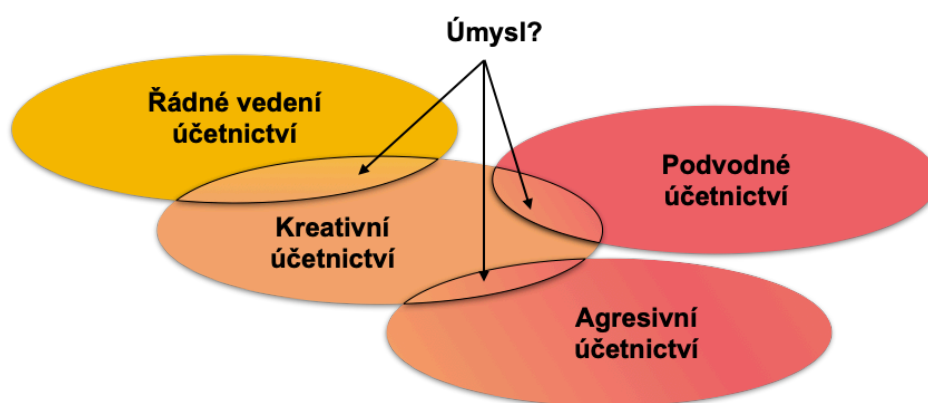 Úmysl?
Řádné vedení
účetnictví
Podvodné
účetnictví
Kreativní
účetnictví
Agresivní
účetnictví